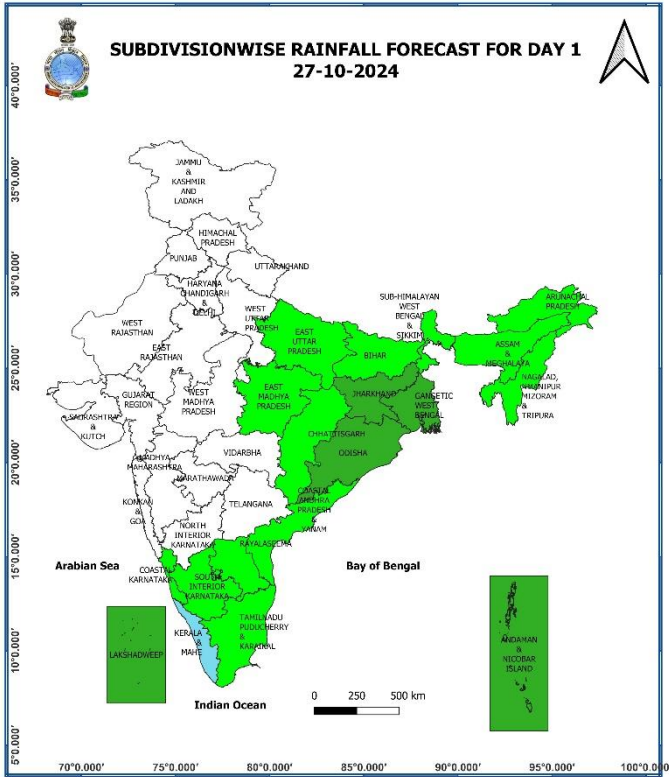 SUBDIVISIONWISE RAINFALL FORECAST FOR DAY 1
27-10-2024
40°0.000'
35°0.000'
30°0.000'
25°0.000'
20°0.000'
15°0.000'
10°0.000'
5°0.000'
JAMMU
&
KASHMIR
AND
LADAKH
HIMACHAL
PRADESH
PUNJAB
UTTARAKHAND
HARYANA
CHANDIGARH
&
DELHI
WEST
UTTAR
PRADESH
EAST
UTTAR
PRADESH
WEST
RAJASTHAN
EAST
RAJASTHAN
SUB-HIMALAYAN
WEST
BENGAL
&
SIKKIM
ARUNACHAL
PRADESH
ASSAM
&
MEGHALAYA
NAGALAD,
MANIPUR
MIZORAM
&
TRIPURA
BIHAR
GUJARAT
REGION
WEST
MADHYA
PRADESH
EAST
MADHYA
PRADESH
JHARKHAND
GANGETIC
WEST
BENGAL
SAURASHTRA
&
KUTCH
CHHATTISGARH
ODISHA
VIDARBHA
MADHYA
MAHARASHTRA
MARATHAWADA
KONKAN
&
GOA
TELANGANA
COASTAL
ANDHRA
PRADESH
&
YANAM
NORTH
INTERIOR
KARNATAKA
RAYALASEEMA
Arabian Sea
Bay of Bengal
COASTAL
KARNATAKA
SOUTH
INTERIOR
KARNATAKA
KERALA
&
MAHE
TAMILNADU
PUDUCHERRY
&
KARAIKAL
LAKSHADWEEP
ANDAMAN
&
NICOBAR
ISLAND
Indian Ocean
0 250 500 km
70°0.000' 75°0.000' 80°0.000' 85°0.000' 90°0.000' 95°0.000' 100°0.000'